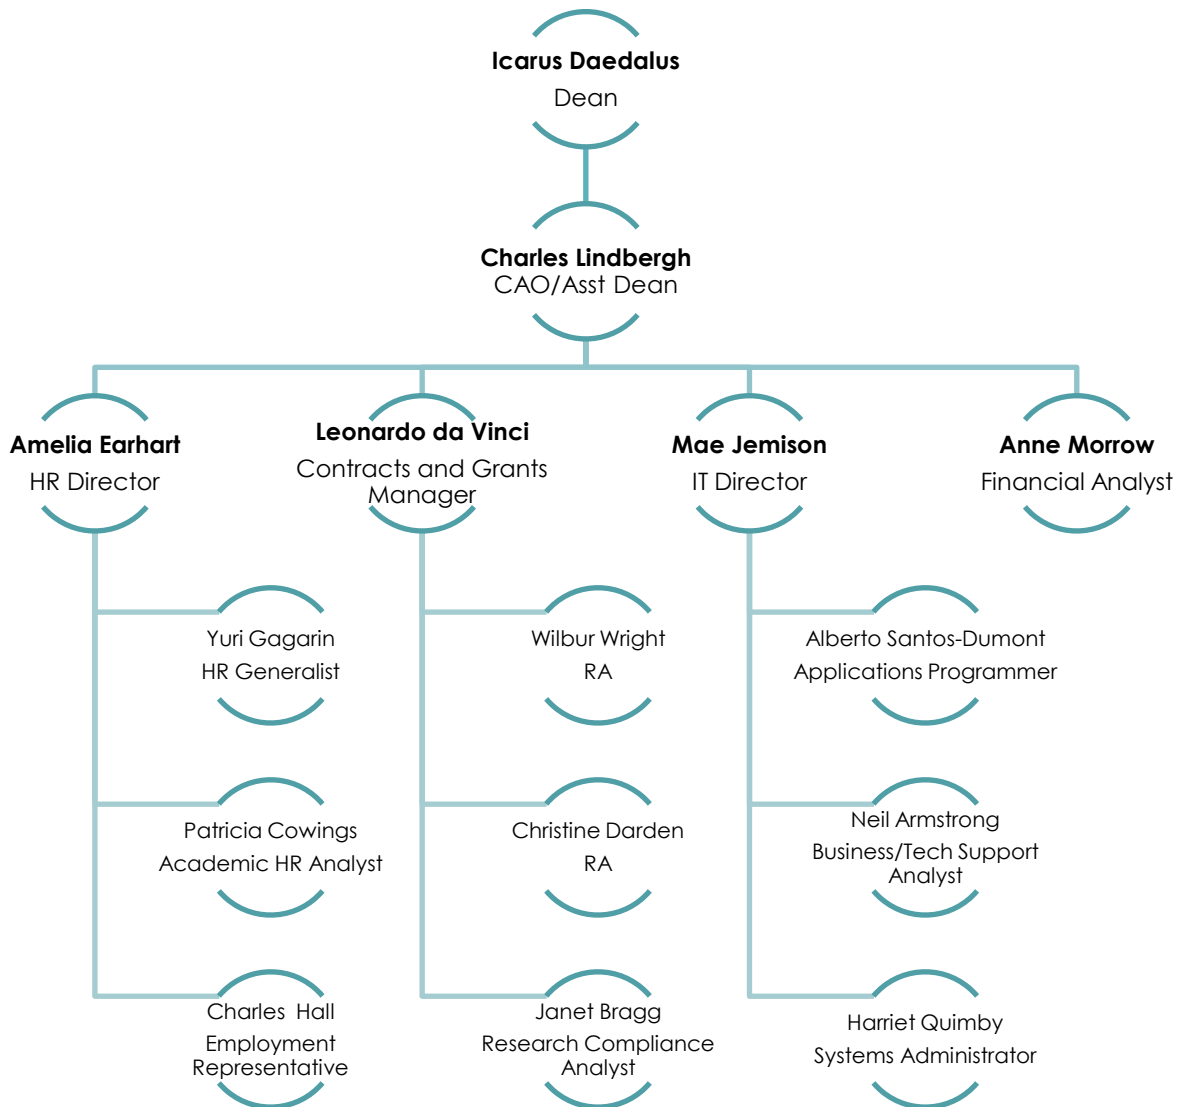 Icarus Daedalus
Dean
Charles Lindbergh
CAO/Asst Dean
Amelia Earhart
HR Director
Leonardo da Vinci
Contracts and Grants
Manager
Mae Jemison
IT Director
Anne Morrow
Financial Analyst
Yuri Gagarin
HR Generalist
Wilbur Wright
RA
Alberto Santos-Dumont
Applications Programmer
Patricia Cowings
Academic HR Analyst
Christine Darden
RA
Neil Armstrong
Business/Tech Support
Analyst
Charles Hall
Employment
Representative
Janet Bragg
Research Compliance
Analyst
Harriet Quimby
Systems Administrator